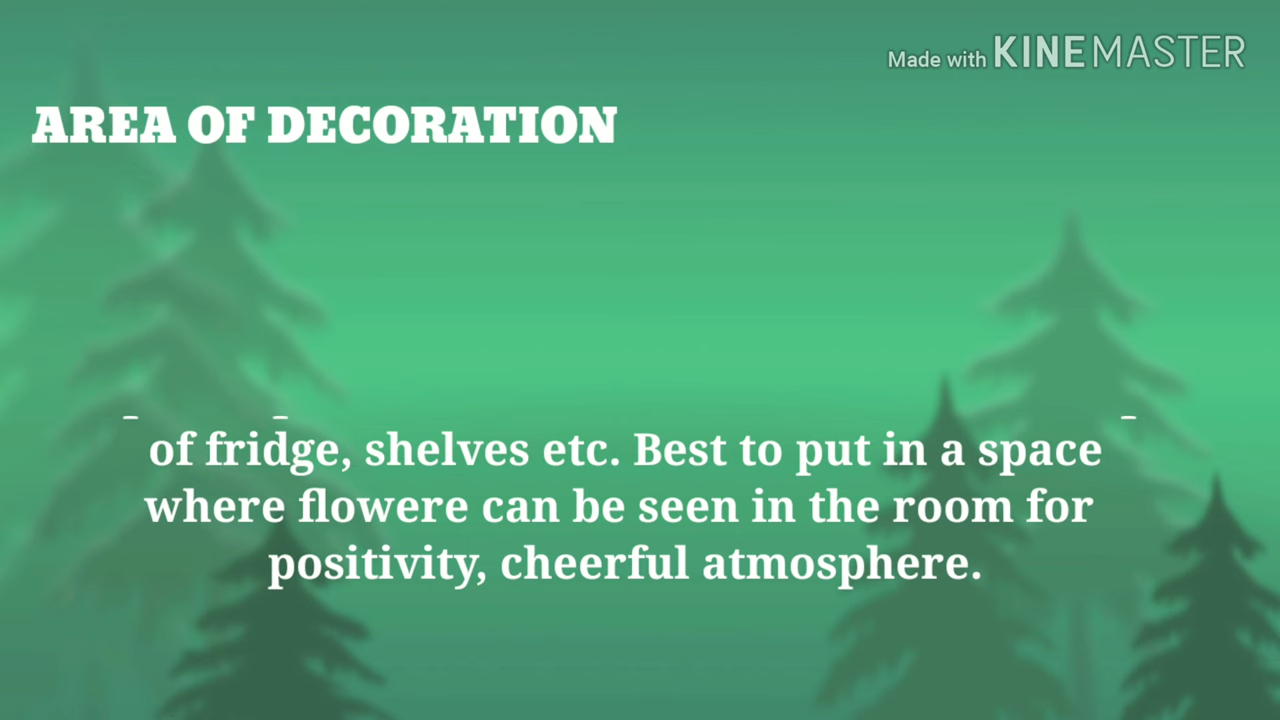 Made with KINEMASTER
AREA OF DECORATION
of fridge, shelves etc. Best to put in a space
where flowere can be seen in the room for
positivity, cheerful atmosphere.